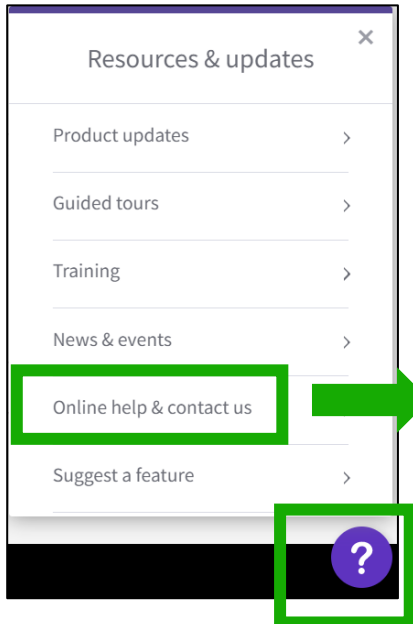 Resources & updates
×
Product updates
Guided tours
Training
News & events
Online help & contact us
Suggest a feature
?